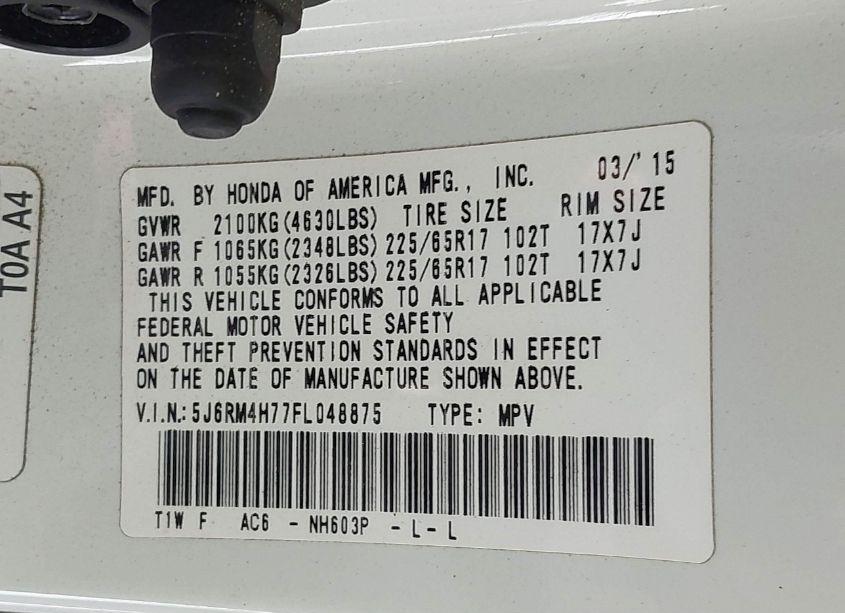 MFD. BY HONDA OF AMERICA MFG., INC. 03/'15
GVWR 2100KG(4630LBS) TIRE SIZE RIM SIZE
GAWR F 1065KG(2348LBS) 225/65R17 102T 17X7J
GAWR R 1055KG(2326LBS) 225/65R17 102T 17X7J
THIS VEHICLE CONFORMS TO ALL APPLICABLE
FEDERAL MOTOR VEHICLE SAFETY
AND THEFT PREVENTION STANDARDS IN EFFECT
ON THE DATE OF MANUFACTURE SHOWN ABOVE.
V.I.N.: 5J6RM4H77FL048875 TYPE: MPV
T1W F AC6 - NH603P - L - L
T0A A4